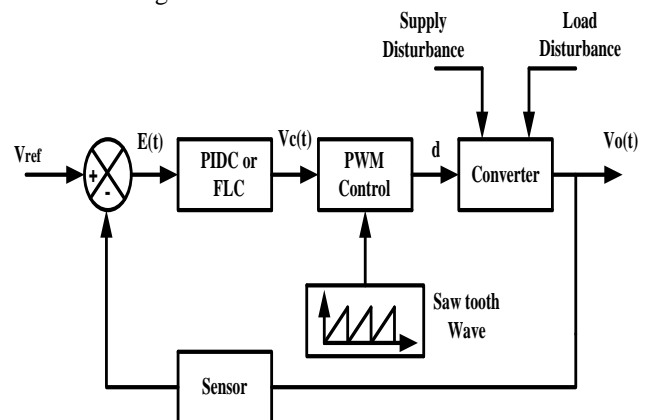 Supply
Disturbance
Load
Disturbance
Vref
+
-
E(t)
PIDC or
FLC
Vc(t)
PWM
Control
d
Converter
Vo(t)
Saw tooth
Wave
Sensor